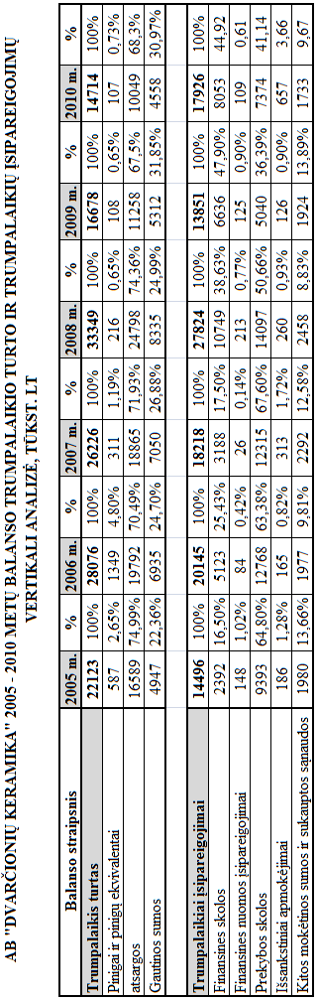 AB "DVARČIONIŲ KERAMIKA" 2005 - 2010 METŲ BALANSO TRUMPALAIKIO TURTO IR TRUMPALAIKIŲ ĮSIPAREIGOJIMŲ
VERTIKALI ANALIZĖ, TŪKST. LT
Balanso straipsnis 2005 m. % 2006 m. % 2007 m. % 2008 m. % 2009 m. % 2010 m. %
Trumpalaikis turtas 22123 100% 28076 100% 26226 100% 33349 100% 16678 100% 14714 100%
Pinigai ir pinigų ekvivalentai 587 2,65% 1349 4,80% 311 1,19% 216 0,65% 108 0,65% 107 0,73%
atsargos 16589 74,99% 19792 70,49% 18865 71,93% 24798 74,36% 11258 67,5% 10049 68,3%
Gautinos sumos 4947 22,36% 6935 24,70% 7050 26,88% 8335 24,99% 5312 31,85% 4558 30,97%
Trumpalaikiai įsipareigojimai 14496 100% 20145 100% 18218 100% 27824 100% 13851 100% 17926 100%
Finansinės skolos 2392 16,50% 5123 25,43% 3188 17,50% 10749 38,63% 6636 47,90% 8053 44,92
Finansinės nuomos įsipareigojimai 148 1,02% 84 0,42% 26 0,14% 213 0,77% 125 0,90% 109 0,61
Prekybos skolos 9393 64,80% 12768 63,38% 12315 67,60% 14097 50,66% 5040 36,39% 7374 41,14
Išsankstiniai apmokėjimai 186 1,28% 165 0,82% 313 1,72% 260 0,93% 126 0,90% 657 3,66
Kitos mokėtinos sumos ir sukauptos sąnaudos 1980 13,66% 1977 9,81% 2292 12,58% 2458 8,83% 1924 13,89% 1733 9,67